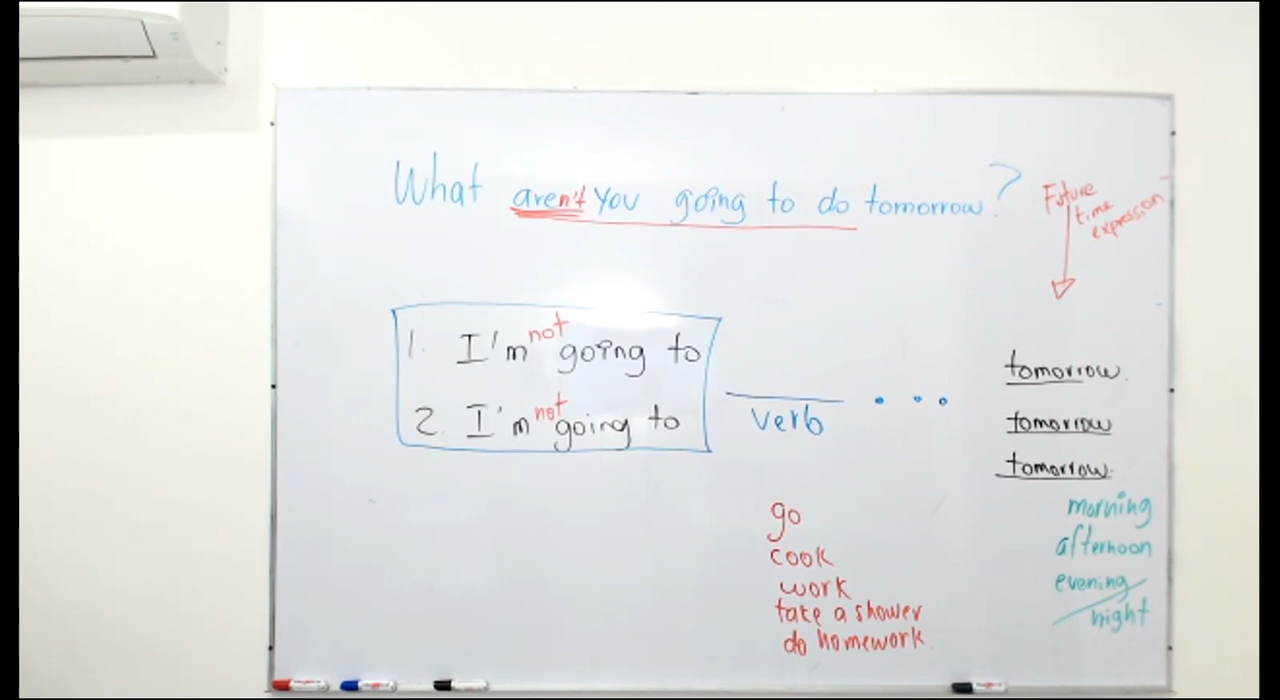 What aren't you going to do tomorrow?
Future
time
expression
1. I'm not going to
2. I'm not going to
verb
...
tomorrow.
tomorrow
tomorrow.
morning
afternoon
evening/
night
go
cook
work
take a shower
do homework.